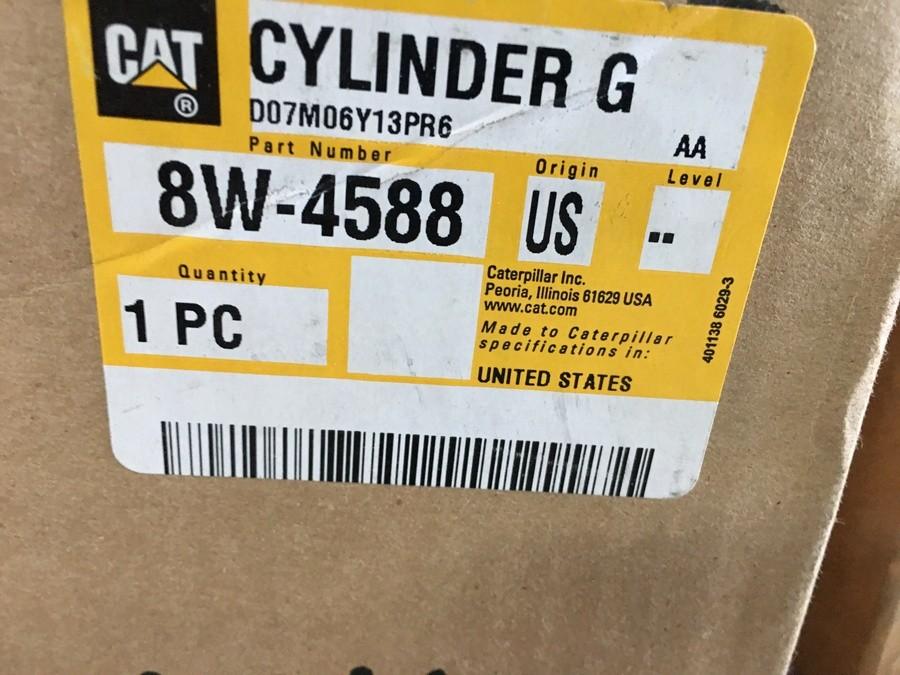 CAT®
CYLINDER G
D07M06Y13PR6
AA
Part Number
8W-4588
Origin
US
Level
--
Quantity
1 PC
Caterpillar Inc.
Peoria, Illinois 61629 USA
www.cat.com
Made to Caterpillar
specifications in:
UNITED STATES
401138 6029-3